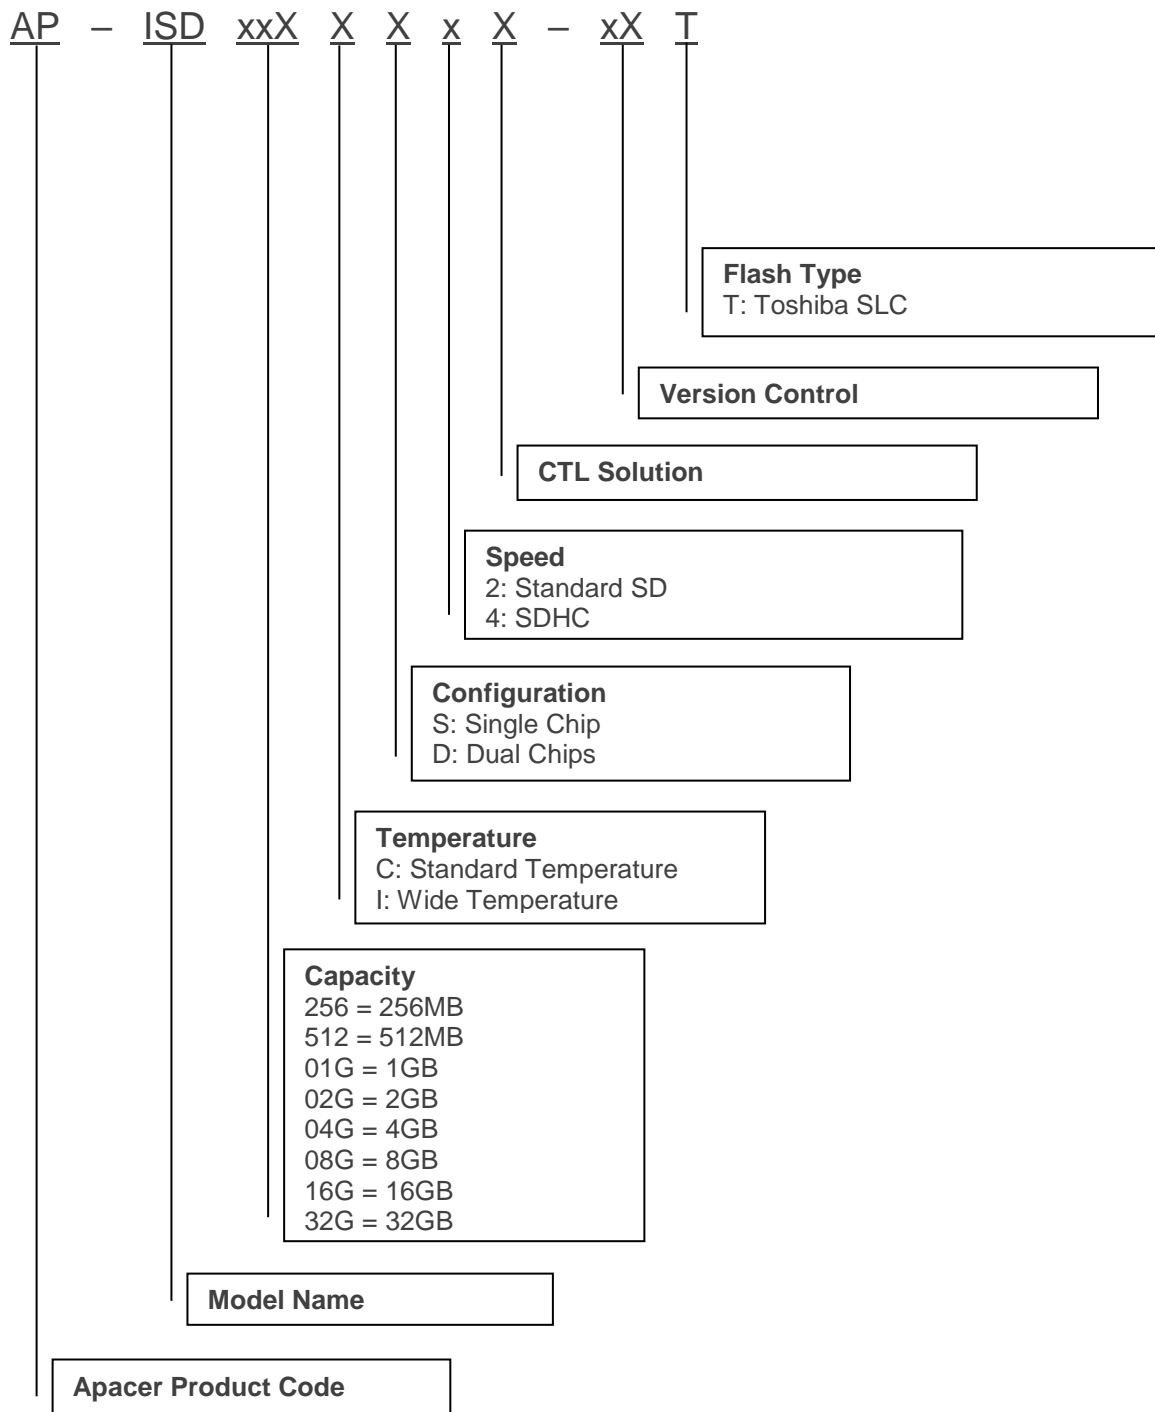 AP – ISD xxX X X x X – xX T
Flash Type
T: Toshiba SLC
Version Control
CTL Solution
Speed
2: Standard SD
4: SDHC
Configuration
S: Single Chip
D: Dual Chips
Temperature
C: Standard Temperature
I: Wide Temperature
Capacity
256 = 256MB
512 = 512MB
01G = 1GB
02G = 2GB
04G = 4GB
08G = 8GB
16G = 16GB
32G = 32GB
Model Name
Apacer Product Code